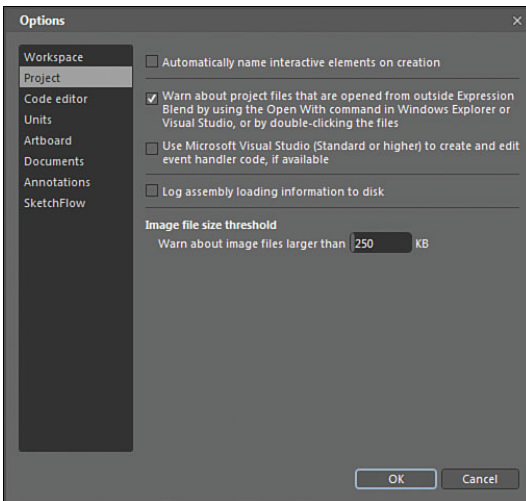 Options
Workspace
Project
Code editor
Units
Artboard
Documents
Annotations
SketchFlow
Automatically name interactive elements on creation
Warn about project files that are opened from outside Expression
Blend by using the Open With command in Windows Explorer or
Visual Studio, or by double-clicking the files
Use Microsoft Visual Studio (Standard or higher) to create and edit
event handler code, if available
Log assembly loading information to disk
Image file size threshold
Warn about image files larger than 250 KB
OK Cancel